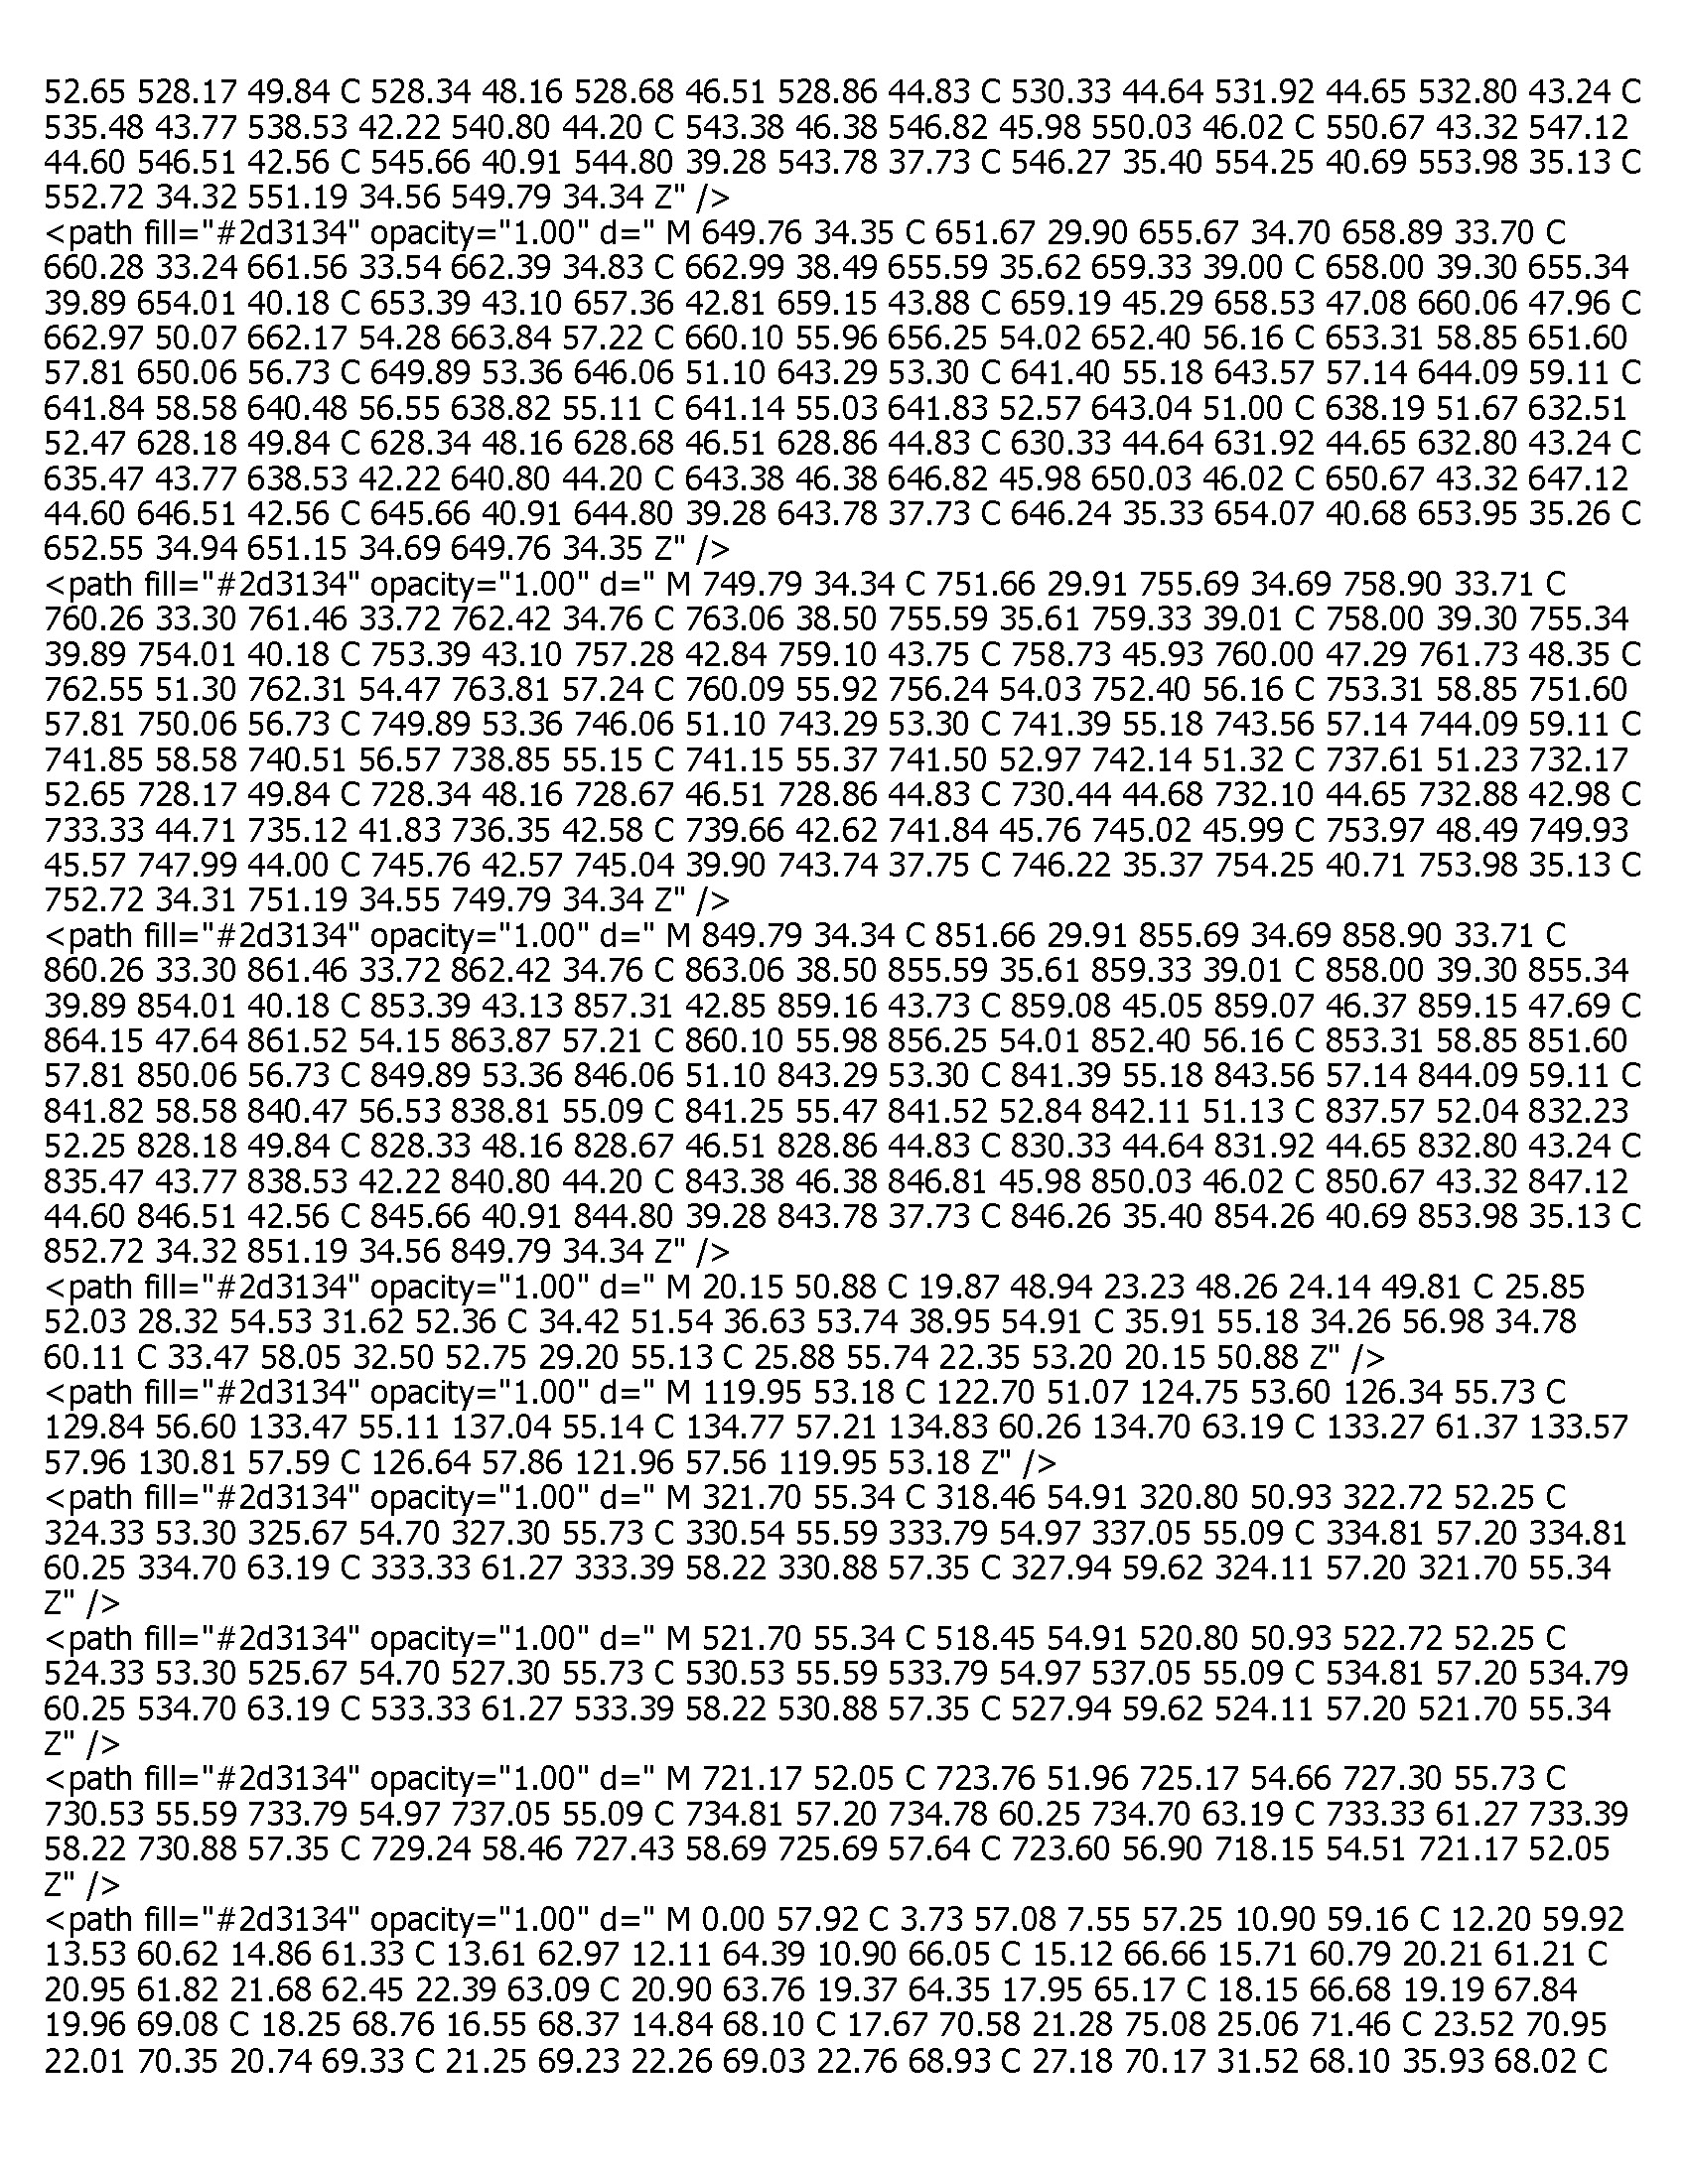 52.65 528.17 49.84 C 528.34 48.16 528.68 46.51 528.86 44.83 C 530.33 44.64 531.92 44.65 532.80 43.24 C
535.48 43.77 538.53 42.22 540.80 44.20 C 543.38 46.38 546.82 45.98 550.03 46.02 C 550.67 43.32 547.12
44.60 546.51 42.56 C 545.66 40.91 544.80 39.28 543.78 37.73 C 546.27 35.40 554.25 40.69 553.98 35.13 C
552.72 34.32 551.19 34.56 549.79 34.34 Z" />
<path fill="#2d3134" opacity="1.00" d=" M 649.76 34.35 C 651.67 29.90 655.67 34.70 658.89 33.70 C
660.28 33.24 661.56 33.54 662.39 34.83 C 662.99 38.49 655.59 35.62 659.33 39.00 C 658.00 39.30 655.34
39.89 654.01 40.18 C 653.39 43.10 657.36 42.81 659.15 43.88 C 659.19 45.29 658.53 47.08 660.06 47.96 C
662.97 50.07 662.17 54.28 663.84 57.22 C 660.10 55.96 656.25 54.02 652.40 56.16 C 653.31 58.85 651.60
57.81 650.06 56.73 C 649.89 53.36 646.06 51.10 643.29 53.30 C 641.40 55.18 643.57 57.14 644.09 59.11 C
641.84 58.58 640.48 56.55 638.82 55.11 C 641.14 55.03 641.83 52.57 643.04 51.00 C 638.19 51.67 632.51
52.47 628.18 49.84 C 628.34 48.16 628.68 46.51 628.86 44.83 C 630.33 44.64 631.92 44.65 632.80 43.24 C
635.47 43.77 638.53 42.22 640.80 44.20 C 643.38 46.38 646.82 45.98 650.03 46.02 C 650.67 43.32 647.12
44.60 646.51 42.56 C 645.66 40.91 644.80 39.28 643.78 37.73 C 646.24 35.33 654.07 40.68 653.95 35.26 C
652.55 34.94 651.15 34.69 649.76 34.35 Z" />
<path fill="#2d3134" opacity="1.00" d=" M 749.79 34.34 C 751.66 29.91 755.69 34.69 758.90 33.71 C
760.26 33.30 761.46 33.72 762.42 34.76 C 763.06 38.50 755.59 35.61 759.33 39.01 C 758.00 39.30 755.34
39.89 754.01 40.18 C 753.39 43.10 757.28 42.84 759.10 43.75 C 758.73 45.93 760.00 47.29 761.73 48.35 C
762.55 51.30 762.31 54.47 763.81 57.24 C 760.09 55.92 756.24 54.03 752.40 56.16 C 753.31 58.85 751.60
57.81 750.06 56.73 C 749.89 53.36 746.06 51.10 743.29 53.30 C 741.39 55.18 743.56 57.14 744.09 59.11 C
741.85 58.58 740.51 56.57 738.85 55.15 C 741.15 55.37 741.50 52.97 742.14 51.32 C 737.61 51.23 732.17
52.65 728.17 49.84 C 728.34 48.16 728.67 46.51 728.86 44.83 C 730.44 44.68 732.10 44.65 732.88 42.98 C
733.33 44.71 735.12 41.83 736.35 42.58 C 739.66 42.62 741.84 45.76 745.02 45.99 C 753.97 48.49 749.93
45.57 747.99 44.00 C 745.76 42.57 745.04 39.90 743.74 37.75 C 746.22 35.37 754.25 40.71 753.98 35.13 C
752.72 34.31 751.19 34.55 749.79 34.34 Z" />
<path fill="#2d3134" opacity="1.00" d=" M 849.79 34.34 C 851.66 29.91 855.69 34.69 858.90 33.71 C
860.26 33.30 861.46 33.72 862.42 34.76 C 863.06 38.50 855.59 35.61 859.33 39.01 C 858.00 39.30 855.34
39.89 854.01 40.18 C 853.39 43.13 857.31 42.85 859.16 43.73 C 859.08 45.05 859.07 46.37 859.15 47.69 C
864.15 47.64 861.52 54.15 863.87 57.21 C 860.10 55.98 856.25 54.01 852.40 56.16 C 853.31 58.85 851.60
57.81 850.06 56.73 C 849.89 53.36 846.06 51.10 843.29 53.30 C 841.39 55.18 843.56 57.14 844.09 59.11 C
841.82 58.58 840.47 56.53 838.81 55.09 C 841.25 55.47 841.52 52.84 842.11 51.13 C 837.57 52.04 832.23
52.25 828.18 49.84 C 828.33 48.16 828.67 46.51 828.86 44.83 C 830.33 44.64 831.92 44.65 832.80 43.24 C
835.47 43.77 838.53 42.22 840.80 44.20 C 843.38 46.38 846.81 45.98 850.03 46.02 C 850.67 43.32 847.12
44.60 846.51 42.56 C 845.66 40.91 844.80 39.28 843.78 37.73 C 846.26 35.40 854.26 40.69 853.98 35.13 C
852.72 34.32 851.19 34.56 849.79 34.34 Z" />
<path fill="#2d3134" opacity="1.00" d=" M 20.15 50.88 C 19.87 48.94 23.23 48.26 24.14 49.81 C 25.85
52.03 28.32 54.53 31.62 52.36 C 34.42 51.54 36.63 53.74 38.95 54.91 C 35.91 55.18 34.26 56.98 34.78
60.11 C 33.47 58.05 32.50 52.75 29.20 55.13 C 25.88 55.74 22.35 53.20 20.15 50.88 Z" />
<path fill="#2d3134" opacity="1.00" d=" M 119.95 53.18 C 122.70 51.07 124.75 53.60 126.34 55.73 C
129.84 56.60 133.47 55.11 137.04 55.14 C 134.77 57.21 134.83 60.26 134.70 63.19 C 133.27 61.37 133.57
57.96 130.81 57.59 C 126.64 57.86 121.96 57.56 119.95 53.18 Z" />
<path fill="#2d3134" opacity="1.00" d=" M 321.70 55.34 C 318.46 54.91 320.80 50.93 322.72 52.25 C
324.33 53.30 325.67 54.70 327.30 55.73 C 330.54 55.59 333.79 54.97 337.05 55.09 C 334.81 57.20 334.81
60.25 334.70 63.19 C 333.33 61.27 333.39 58.22 330.88 57.35 C 327.94 59.62 324.11 57.20 321.70 55.34
Z" />
<path fill="#2d3134" opacity="1.00" d=" M 521.70 55.34 C 518.45 54.91 520.80 50.93 522.72 52.25 C
524.33 53.30 525.67 54.70 527.30 55.73 C 530.53 55.59 533.79 54.97 537.05 55.09 C 534.81 57.20 534.79
60.25 534.70 63.19 C 533.33 61.27 533.39 58.22 530.88 57.35 C 527.94 59.62 524.11 57.20 521.70 55.34
Z" />
<path fill="#2d3134" opacity="1.00" d=" M 721.17 52.05 C 723.76 51.96 725.17 54.66 727.30 55.73 C
730.53 55.59 733.79 54.97 737.05 55.09 C 734.81 57.20 734.78 60.25 734.70 63.19 C 733.33 61.27 733.39
58.22 730.88 57.35 C 729.24 58.46 727.43 58.69 725.69 57.64 C 723.60 56.90 718.15 54.51 721.17 52.05
Z" />
<path fill="#2d3134" opacity="1.00" d=" M 0.00 57.92 C 3.73 57.08 7.55 57.25 10.90 59.16 C 12.20 59.92
13.53 60.62 14.86 61.33 C 13.61 62.97 12.11 64.39 10.90 66.05 C 15.12 66.66 15.71 60.79 20.21 61.21 C
20.95 61.82 21.68 62.45 22.39 63.09 C 20.90 63.76 19.37 64.35 17.95 65.17 C 18.15 66.68 19.19 67.84
19.96 69.08 C 18.25 68.76 16.55 68.37 14.84 68.10 C 17.67 70.58 21.28 75.08 25.06 71.46 C 23.52 70.95
22.01 70.35 20.74 69.33 C 21.25 69.23 22.26 69.03 22.76 68.93 C 27.18 70.17 31.52 68.10 35.93 68.02 C